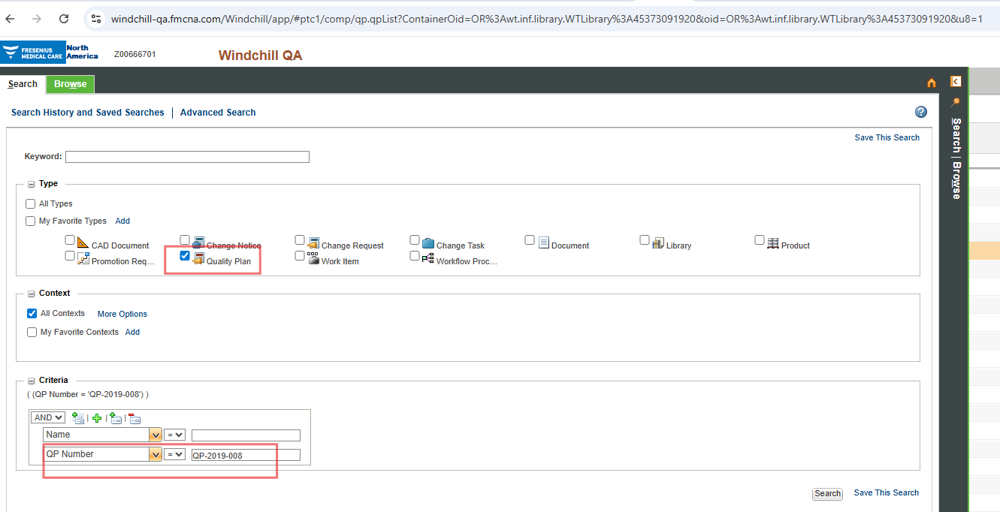 windchill-qa.fmcna.com/Windchill/app/#ptc1/comp/qp.qpList?ContainerOid=OR%3Awt.inf.library.WTLibrary%3A45373091920&oid=OR%3Awt.inf.library.WTLibrary%3A45373091920&u8=1
FRESENIUS
MEDICAL CARE
North
America
Z00666701
Windchill QA
Search Browse
Search History and Saved Searches | Advanced Search
?
Search | Browse
Save This Search
Keyword:
Type
All Types
My Favorite Types Add
CAD Document Change Notice Change Request Change Task Document Library Product
Promotion Req... Quality Plan Work Item Workflow Proc...
Context
All Contexts More Options
My Favorite Contexts Add
Criteria
( (QP Number = 'QP-2019-008') )
AND
Name =
QP Number = QP-2019-008
Search Save This Search